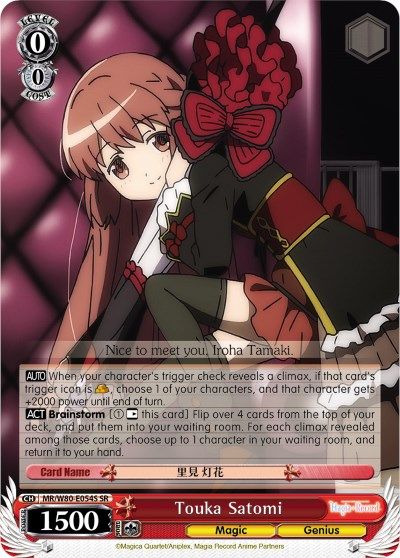 LEVEL
0
0
COST
Nice to meet you, Iroha Tamaki.
AUTO When your character's trigger check reveals a climax, if that card's
trigger icon is , choose 1 of your characters, and that character gets
+2000 power until end of turn.
ACT Brainstorm [① this card] Flip over 4 cards from the top of your
deck, and put them into your waiting room. For each climax revealed
among those cards, choose up to 1 character in your waiting room, and
return it to your hand.
Card Name 里見 灯花
CH MR/W80-E054S SR
POWER 1500 Touka Satomi
Magic Genius
Magia Record
©Magica Quartet/Aniplex, Magia Record Anime Partners